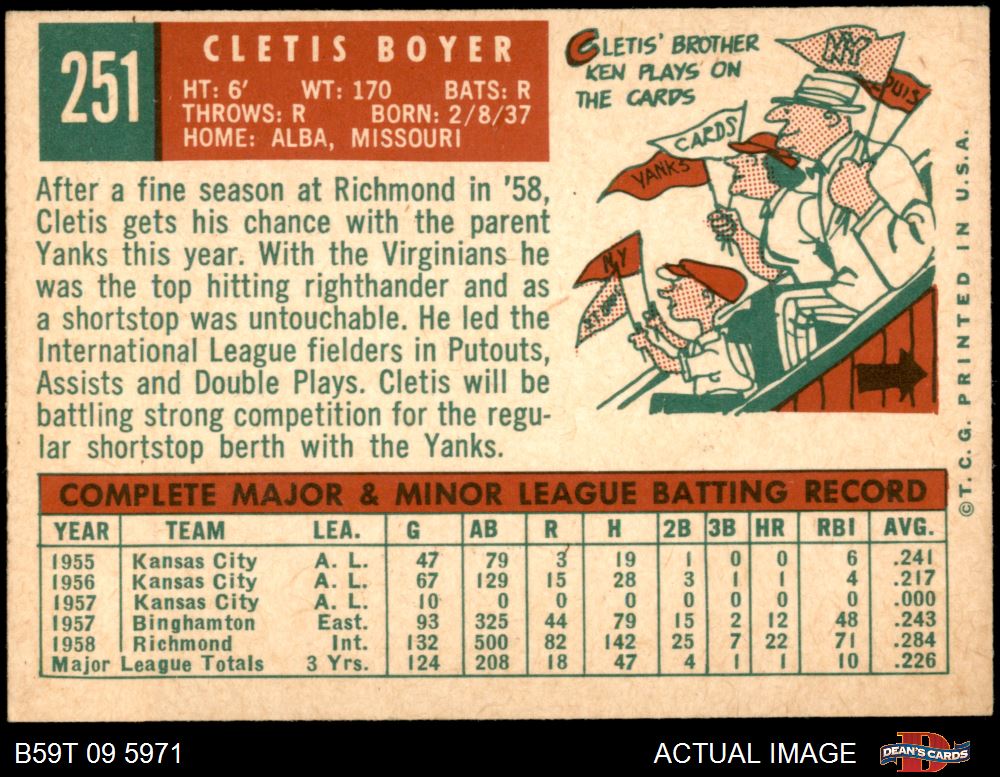 251
CLETIS BOYER
HT: 6' WT: 170 BATS: R
THROWS: R BORN: 2/8/37
HOME: ALBA, MISSOURI
CLETIS' BROTHER
KEN PLAYS ON
THE CARDS
NY
LOUIS
CARDS
YANKS
NY
After a fine season at Richmond in '58,
Cletis gets his chance with the parent
Yanks this year. With the Virginians he
was the top hitting righthander and as
a shortstop was untouchable. He led the
International League fielders in Putouts,
Assists and Double Plays. Cletis will be
battling strong competition for the regu-
lar shortstop berth with the Yanks.
© T. C. G. PRINTED IN U. S. A.
COMPLETE MAJOR & MINOR LEAGUE BATTING RECORD
YEAR TEAM LEA. G AB R H 2B 3B HR RBI AVG.
1955 Kansas City A. L. 47 79 3 19 1 0 0 6 .241
1956 Kansas City A. L. 67 129 15 28 3 1 1 4 .217
1957 Kansas City A. L. 10 0 0 0 0 0 0 0 .000
1957 Binghamton East. 93 325 44 79 15 2 12 48 .243
1958 Richmond Int. 132 500 82 142 25 7 22 71 .284
Major League Totals 3 Yrs. 124 208 18 47 4 1 1 10 .226
B59T 09 5971
ACTUAL IMAGE
D
DEAN'S CARDS